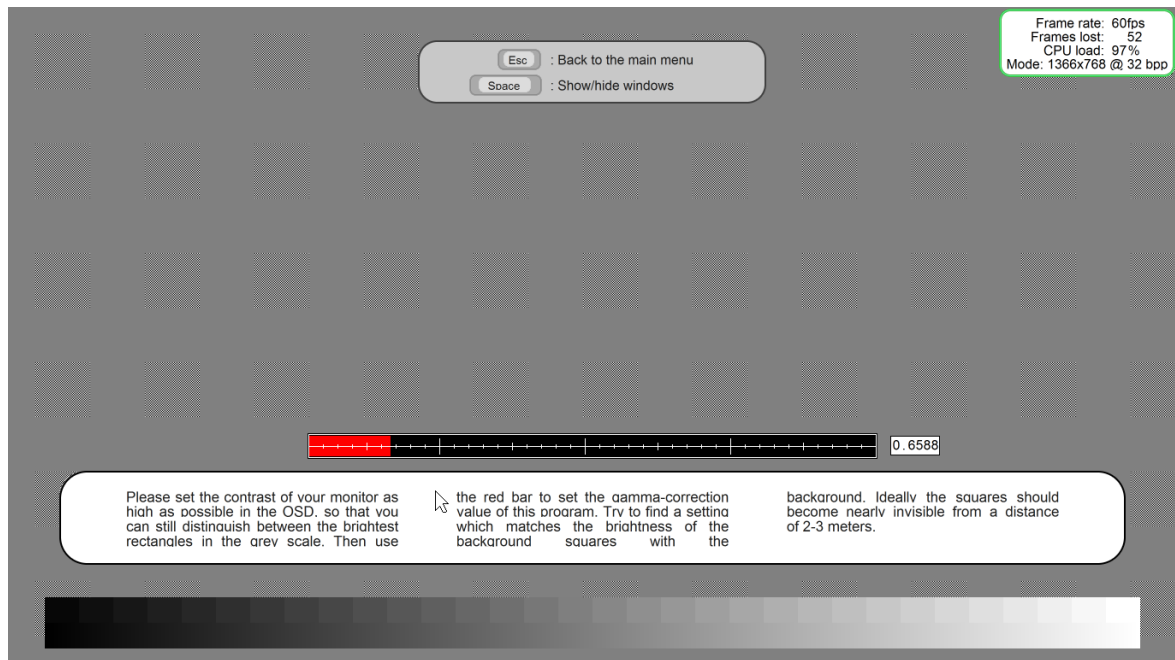 Frame rate: 60fps
Frames lost: 52
CPU load: 97%
Mode: 1366x768 @ 32 bpp
Esc : Back to the main menu
Space : Show/hide windows
0.6588
Please set the contrast of your monitor as
high as possible in the OSD, so that you
can still distinguish between the brightest
rectangles in the grey scale. Then use
the red bar to set the gamma-correction
value of this program. Try to find a setting
which matches the brightness of the
background squares with the
background. Ideally the squares should
become nearly invisible from a distance
of 2-3 meters.